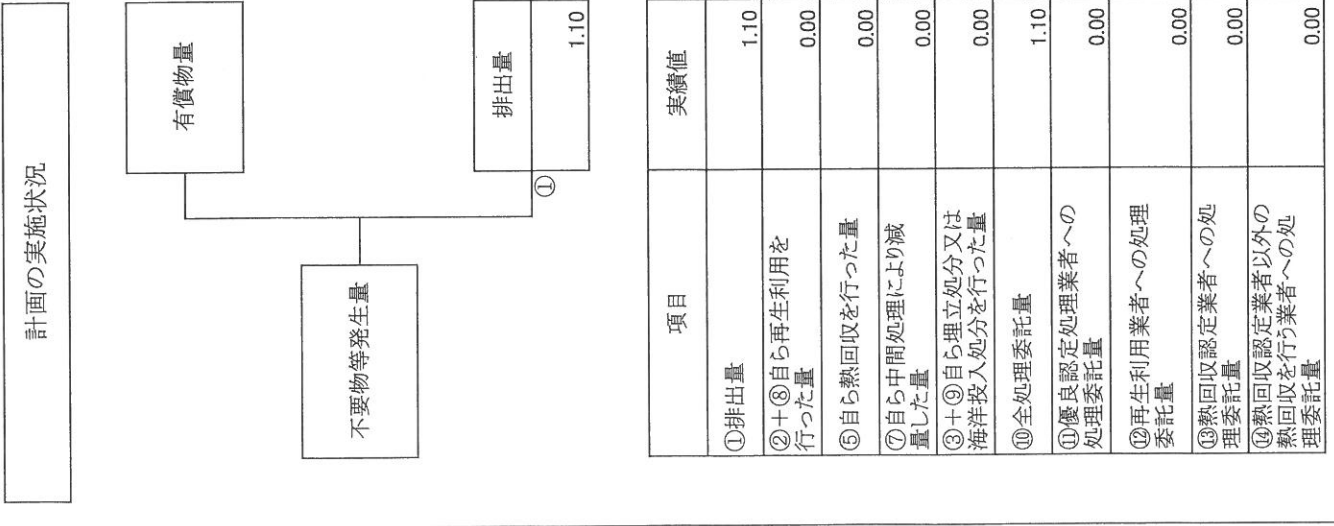 計画の実施状況
有償物量
不要物等発生量
①
排出量
1.10
項目
実績値
①排出量
1.10
②+⑧自ら再生利用を
行った量
0.00
⑤自ら熱回収を行った量
0.00
⑦自ら中間処理により減
量した量
0.00
③+⑨自ら埋立処分又は
海洋投入処分を行った量
0.00
⑩全処理委託量
1.10
⑪優良認定処理業者への
処理委託量
0.00
⑫再生利用業者への処理
委託量
0.00
⑬熱回収認定業者への処
理委託量
0.00
⑭熱回収認定業者以外の
熱回収を行う業者への処
理委託量
0.00